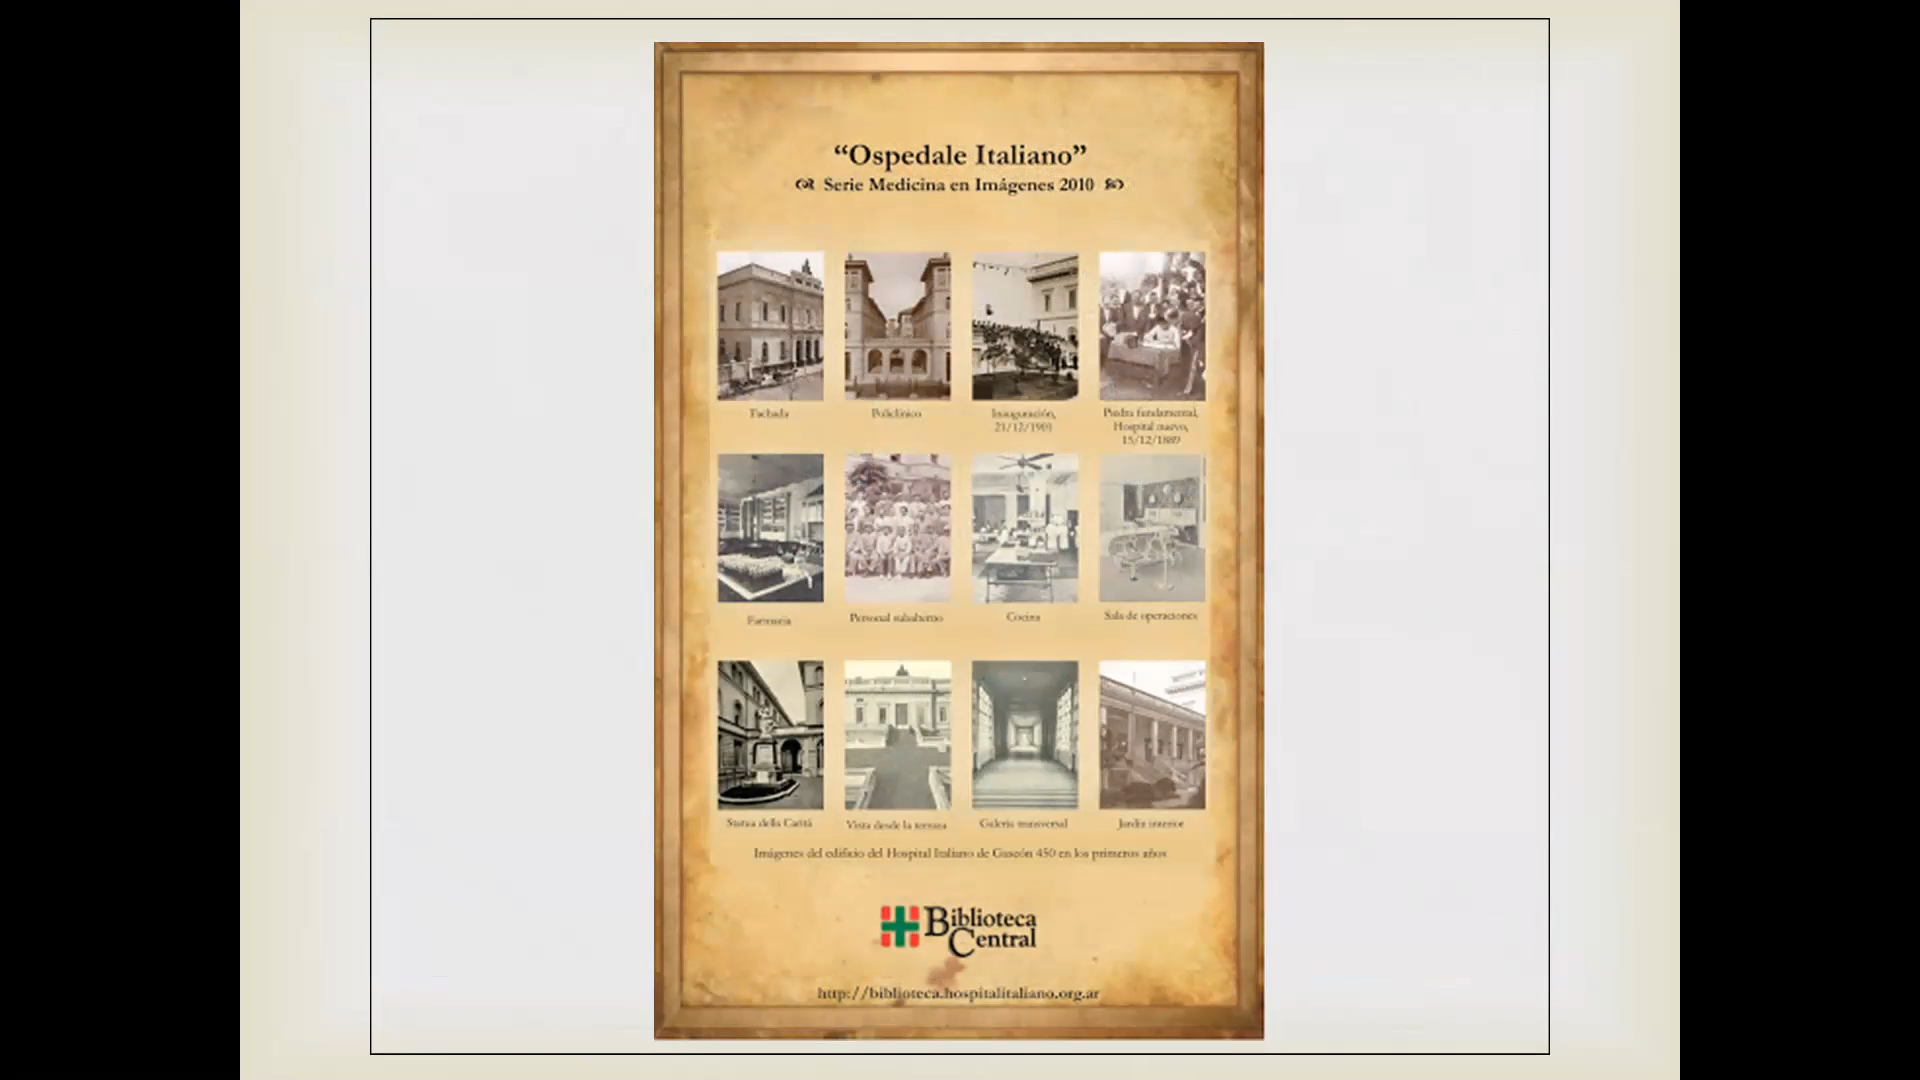 “Ospedale Italiano”
Serie Medicina en Imágenes 2010
Fachada
Policlínico
Inauguración,
21/12/1901
Piedra fundamental,
Hospital nuevo,
15/12/1889
Farmacia
Personal subalterno
Cocina
Sala de operaciones
Statua della Carità
Vista desde la terraza
Galería transversal
Jardín interior
Imágenes del edificio del Hospital Italiano de Gascón 450 en los primeros años
Biblioteca
Central
http://biblioteca.hospitalitaliano.org.ar